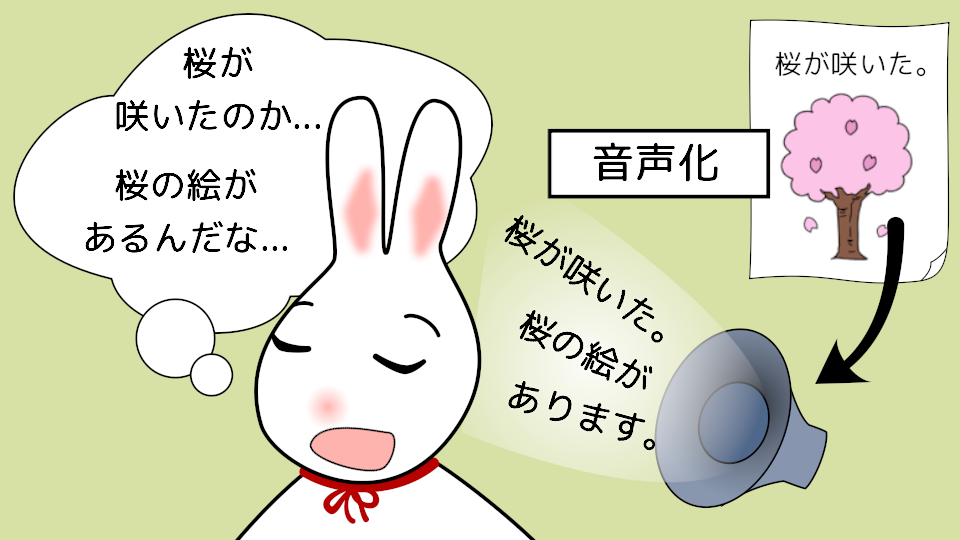 桜が
咲いたのか...
桜の絵が
あるんだな...
音声化
桜が咲いた。
桜が咲いた。
桜の絵が
あります。